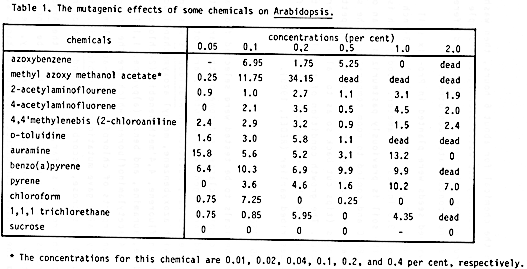 Table 1. The mutagenic effects of some chemicals on Arabidopsis.
chemicals concentrations (per cent)
0.05 0.1 0.2 0.5 1.0 2.0
azoxybenzene - 6.95 1.75 5.25 0 dead
methyl azoxy methanol acetate* 0.25 11.75 34.15 dead dead dead
2-acetylaminoflourene 0.9 1.0 2.7 1.1 3.1 1.9
4-acetylaminofluorene 0 2.1 3.5 0.5 4.5 2.0
4,4'methylenebis (2-chloroaniline 2.4 2.9 3.2 0.9 1.5 2.4
o-toluidine 1.6 3.0 5.8 1.1 dead dead
auramine 15.8 5.6 5.2 3.1 13.2 0
benzo(a)pyrene 6.4 10.3 6.9 9.9 9.9 dead
pyrene 0 3.6 4.6 1.6 10.2 7.0
chloroform 0.75 7.25 0 0.25 0 0
1,1,1 trichlorethane 0.75 0.85 5.95 0 4.35 dead
sucrose 0 0 0 0 - 0
* The concentrations for this chemical are 0.01, 0.02, 0.04, 0.1, 0.2, and 0.4 per cent, respectively.